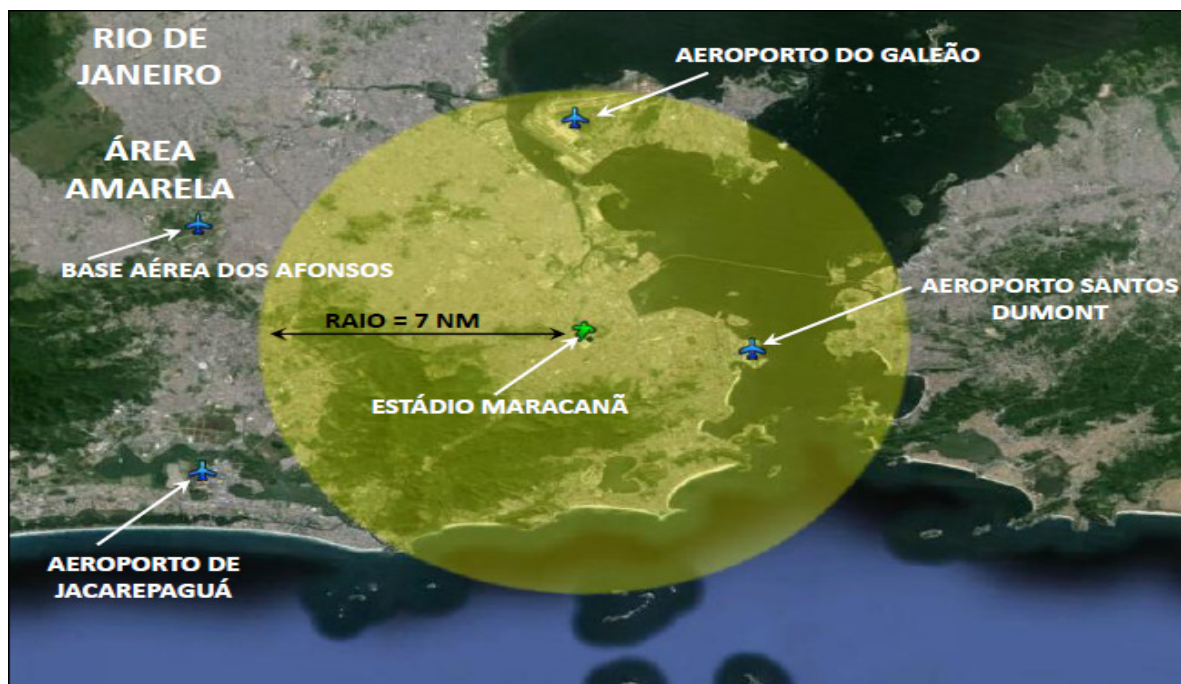 RIO DE
JANEIRO
AEROPORTO DO GALEÃO
ÁREA
AMARELA
BASE AÉREA DOS AFONSOS
AEROPORTO SANTOS
DUMONT
RAIO = 7 NM
ESTÁDIO MARACANÃ
AEROPORTO DE
JACAREPAGUÁ